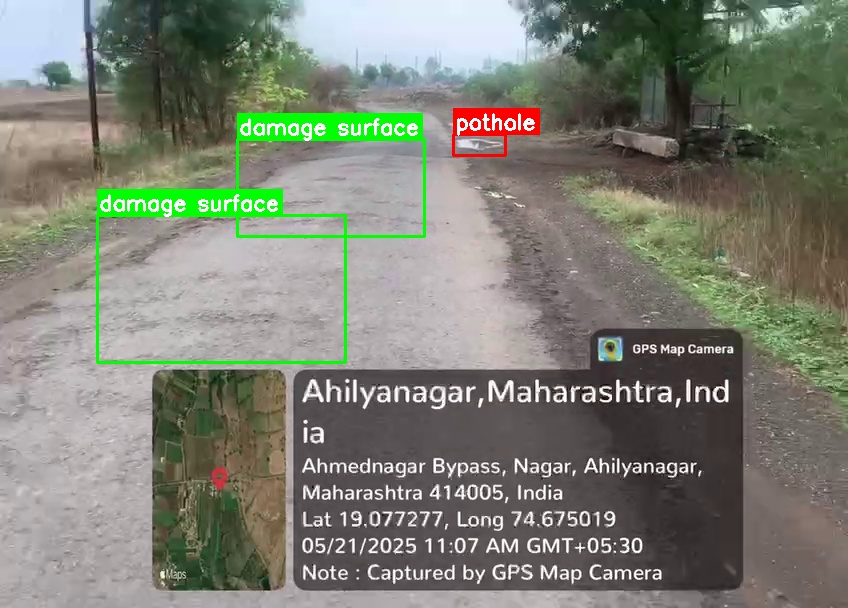 pothole
damage surface
damage surface
GPS Map Camera
Ahilyanagar,Maharashtra,Ind
ia
Ahmednagar Bypass, Nagar, Ahilyanagar,
Maharashtra 414005, India
Lat 19.077277, Long 74.675019
05/21/2025 11:07 AM GMT+05:30
Note : Captured by GPS Map Camera
Maps